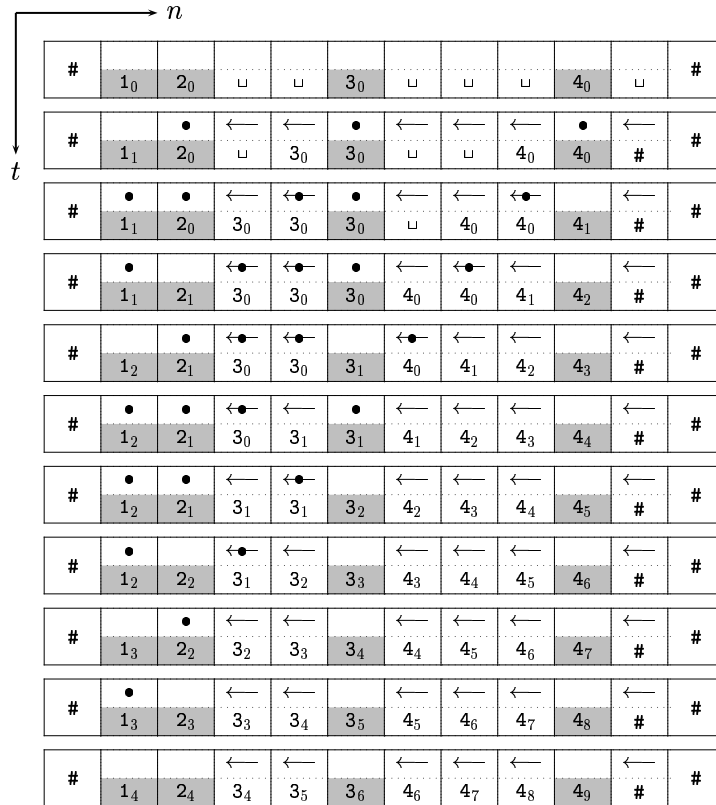 n
# 1₀ 2₀ ␣ ␣ 3₀ ␣ ␣ ␣ 4₀ ␣ #
# • ← ← • ← ← ← • ← #
1₁ 2₀ ␣ 3₀ 3₀ ␣ ␣ 4₀ 4₀ #
t
# • • ← ←• • ← ← ←• ← #
1₁ 2₀ 3₀ 3₀ 3₀ ␣ 4₀ 4₀ 4₁ #
# • ←• ←• • ← ←• ← ← #
1₁ 2₁ 3₀ 3₀ 3₀ 4₀ 4₀ 4₁ 4₂ #
# • ←• ←• ←• ← ← ← #
1₂ 2₁ 3₀ 3₀ 3₁ 4₀ 4₁ 4₂ 4₃ #
# • • ←• ← • ← ← ← ← #
1₂ 2₁ 3₀ 3₁ 3₁ 4₁ 4₂ 4₃ 4₄ #
# • • ← ←• ← ← ← ← #
1₂ 2₁ 3₁ 3₁ 3₂ 4₂ 4₃ 4₄ 4₅ #
# • ←• ← ← ← ← ← #
1₂ 2₂ 3₁ 3₂ 3₃ 4₃ 4₄ 4₅ 4₆ #
# • ← ← ← ← ← ← #
1₃ 2₂ 3₂ 3₃ 3₄ 4₄ 4₅ 4₆ 4₇ #
# • ← ← ← ← ← ← #
1₃ 2₃ 3₃ 3₄ 3₅ 4₅ 4₆ 4₇ 4₈ #
# ← ← ← ← ← ← #
1₄ 2₄ 3₄ 3₅ 3₆ 4₆ 4₇ 4₈ 4₉ #